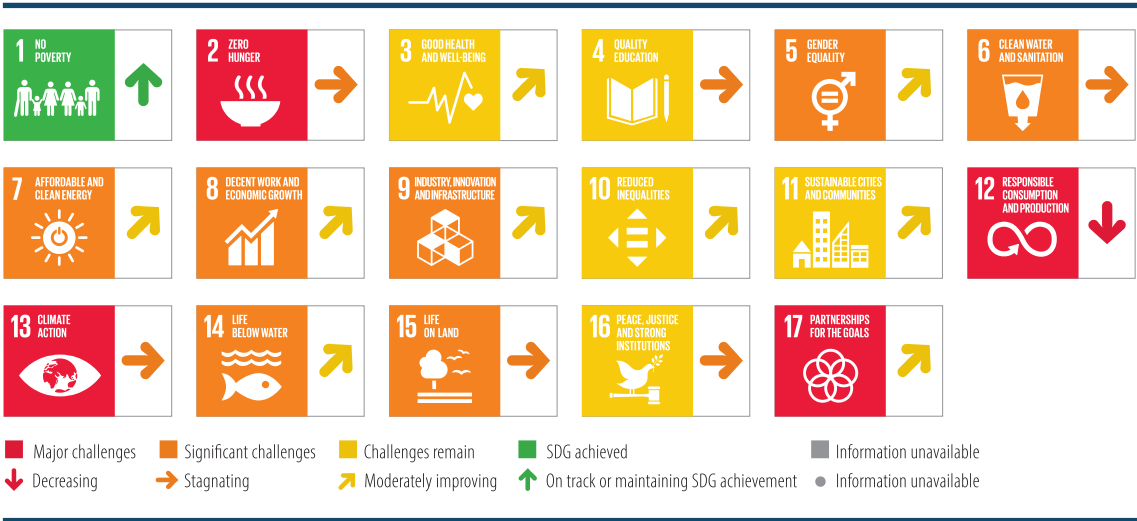 1 NO
POVERTY
2 ZERO
HUNGER
3 GOOD HEALTH
AND WELL-BEING
4 QUALITY
EDUCATION
5 GENDER
EQUALITY
6 CLEAN WATER
AND SANITATION
7 AFFORDABLE AND
CLEAN ENERGY
8 DECENT WORK AND
ECONOMIC GROWTH
9 INDUSTRY, INNOVATION
AND INFRASTRUCTURE
10 REDUCED
INEQUALITIES
11 SUSTAINABLE CITIES
AND COMMUNITIES
12 RESPONSIBLE
CONSUMPTION
AND PRODUCTION
13 CLIMATE
ACTION
14 LIFE
BELOW WATER
15 LIFE
ON LAND
16 PEACE, JUSTICE
AND STRONG
INSTITUTIONS
17 PARTNERSHIPS
FOR THE GOALS
Major challenges Significant challenges Challenges remain SDG achieved Information unavailable
Decreasing Stagnating Moderately improving On track or maintaining SDG achievement Information unavailable